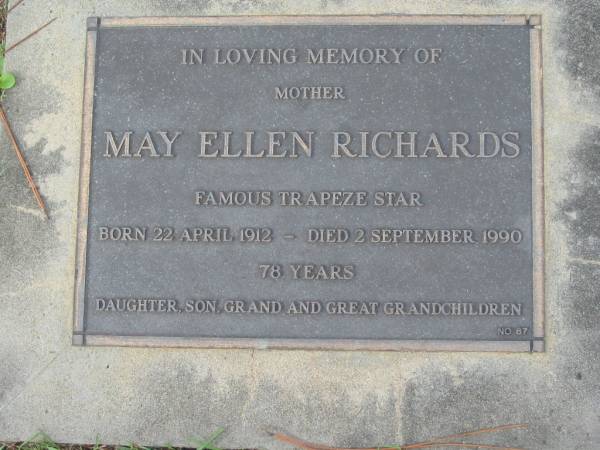 IN LOVING MEMORY OF
MOTHER
MAY ELLEN RICHARDS
FAMOUS TRAPEZE STAR
BORN 22 APRIL 1912 - DIED 2 SEPTEMBER 1990
78 YEARS
DAUGHTER, SON, GRAND AND GREAT GRANDCHILDREN
NO 67